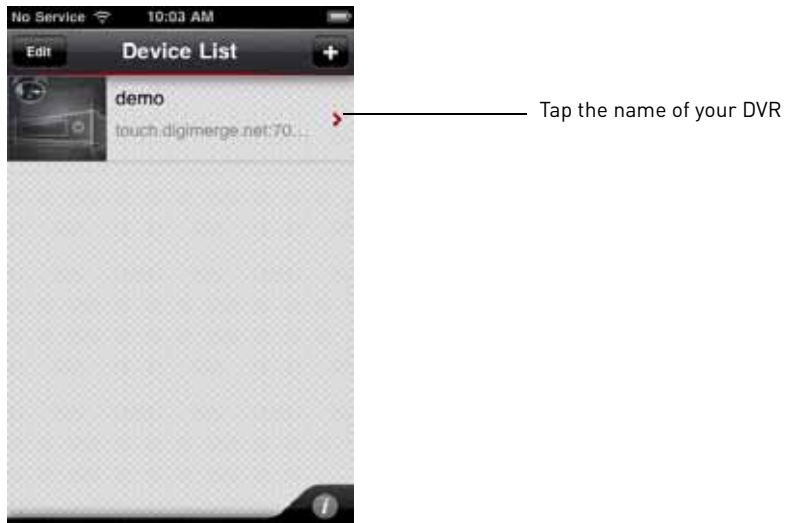 No Service 10:03 AM
Edit Device List +
demo
touch.digimerge.net:70...
Tap the name of your DVR
i